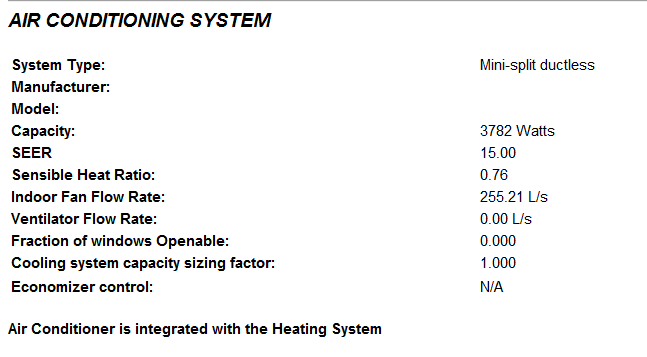 AIR CONDITIONING SYSTEM
System Type: Mini-split ductless
Manufacturer:
Model:
Capacity: 3782 Watts
SEER 15.00
Sensible Heat Ratio: 0.76
Indoor Fan Flow Rate: 255.21 L/s
Ventilator Flow Rate: 0.00 L/s
Fraction of windows Openable: 0.000
Cooling system capacity sizing factor: 1.000
Economizer control: N/A
Air Conditioner is integrated with the Heating System